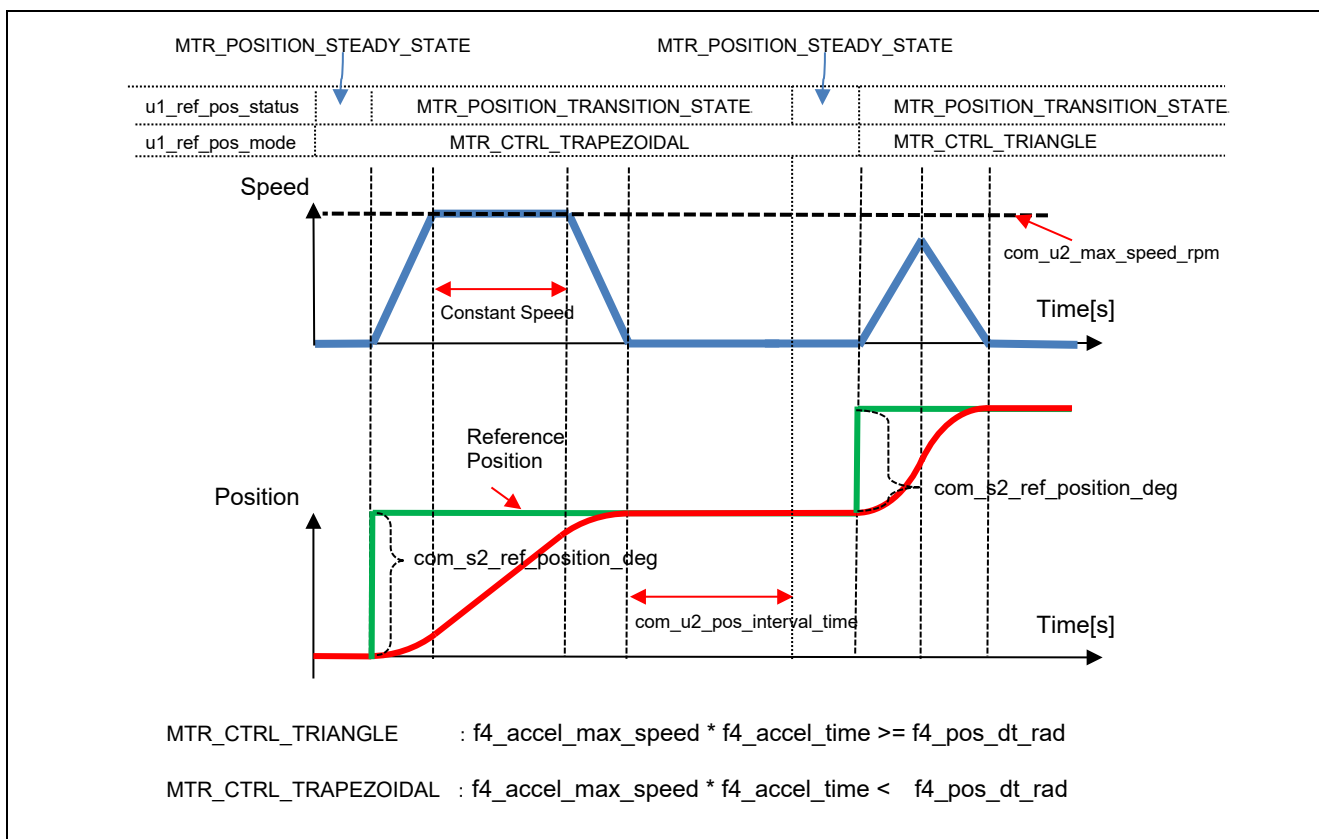 MTR_POSITION_STEADY_STATE MTR_POSITION_STEADY_STATE
u1_ref_pos_status MTR_POSITION_TRANSITION_STATE MTR_POSITION_TRANSITION_STATE
u1_ref_pos_mode MTR_CTRL_TRAPEZOIDAL MTR_CTRL_TRIANGLE
Speed
com_u2_max_speed_rpm
Constant Speed
Time[s]
Reference
Position
Position
com_s2_ref_position_deg
com_s2_ref_position_deg
com_u2_pos_interval_time
Time[s]
MTR_CTRL_TRIANGLE : f4_accel_max_speed * f4_accel_time >= f4_pos_dt_rad
MTR_CTRL_TRAPEZOIDAL : f4_accel_max_speed * f4_accel_time < f4_pos_dt_rad